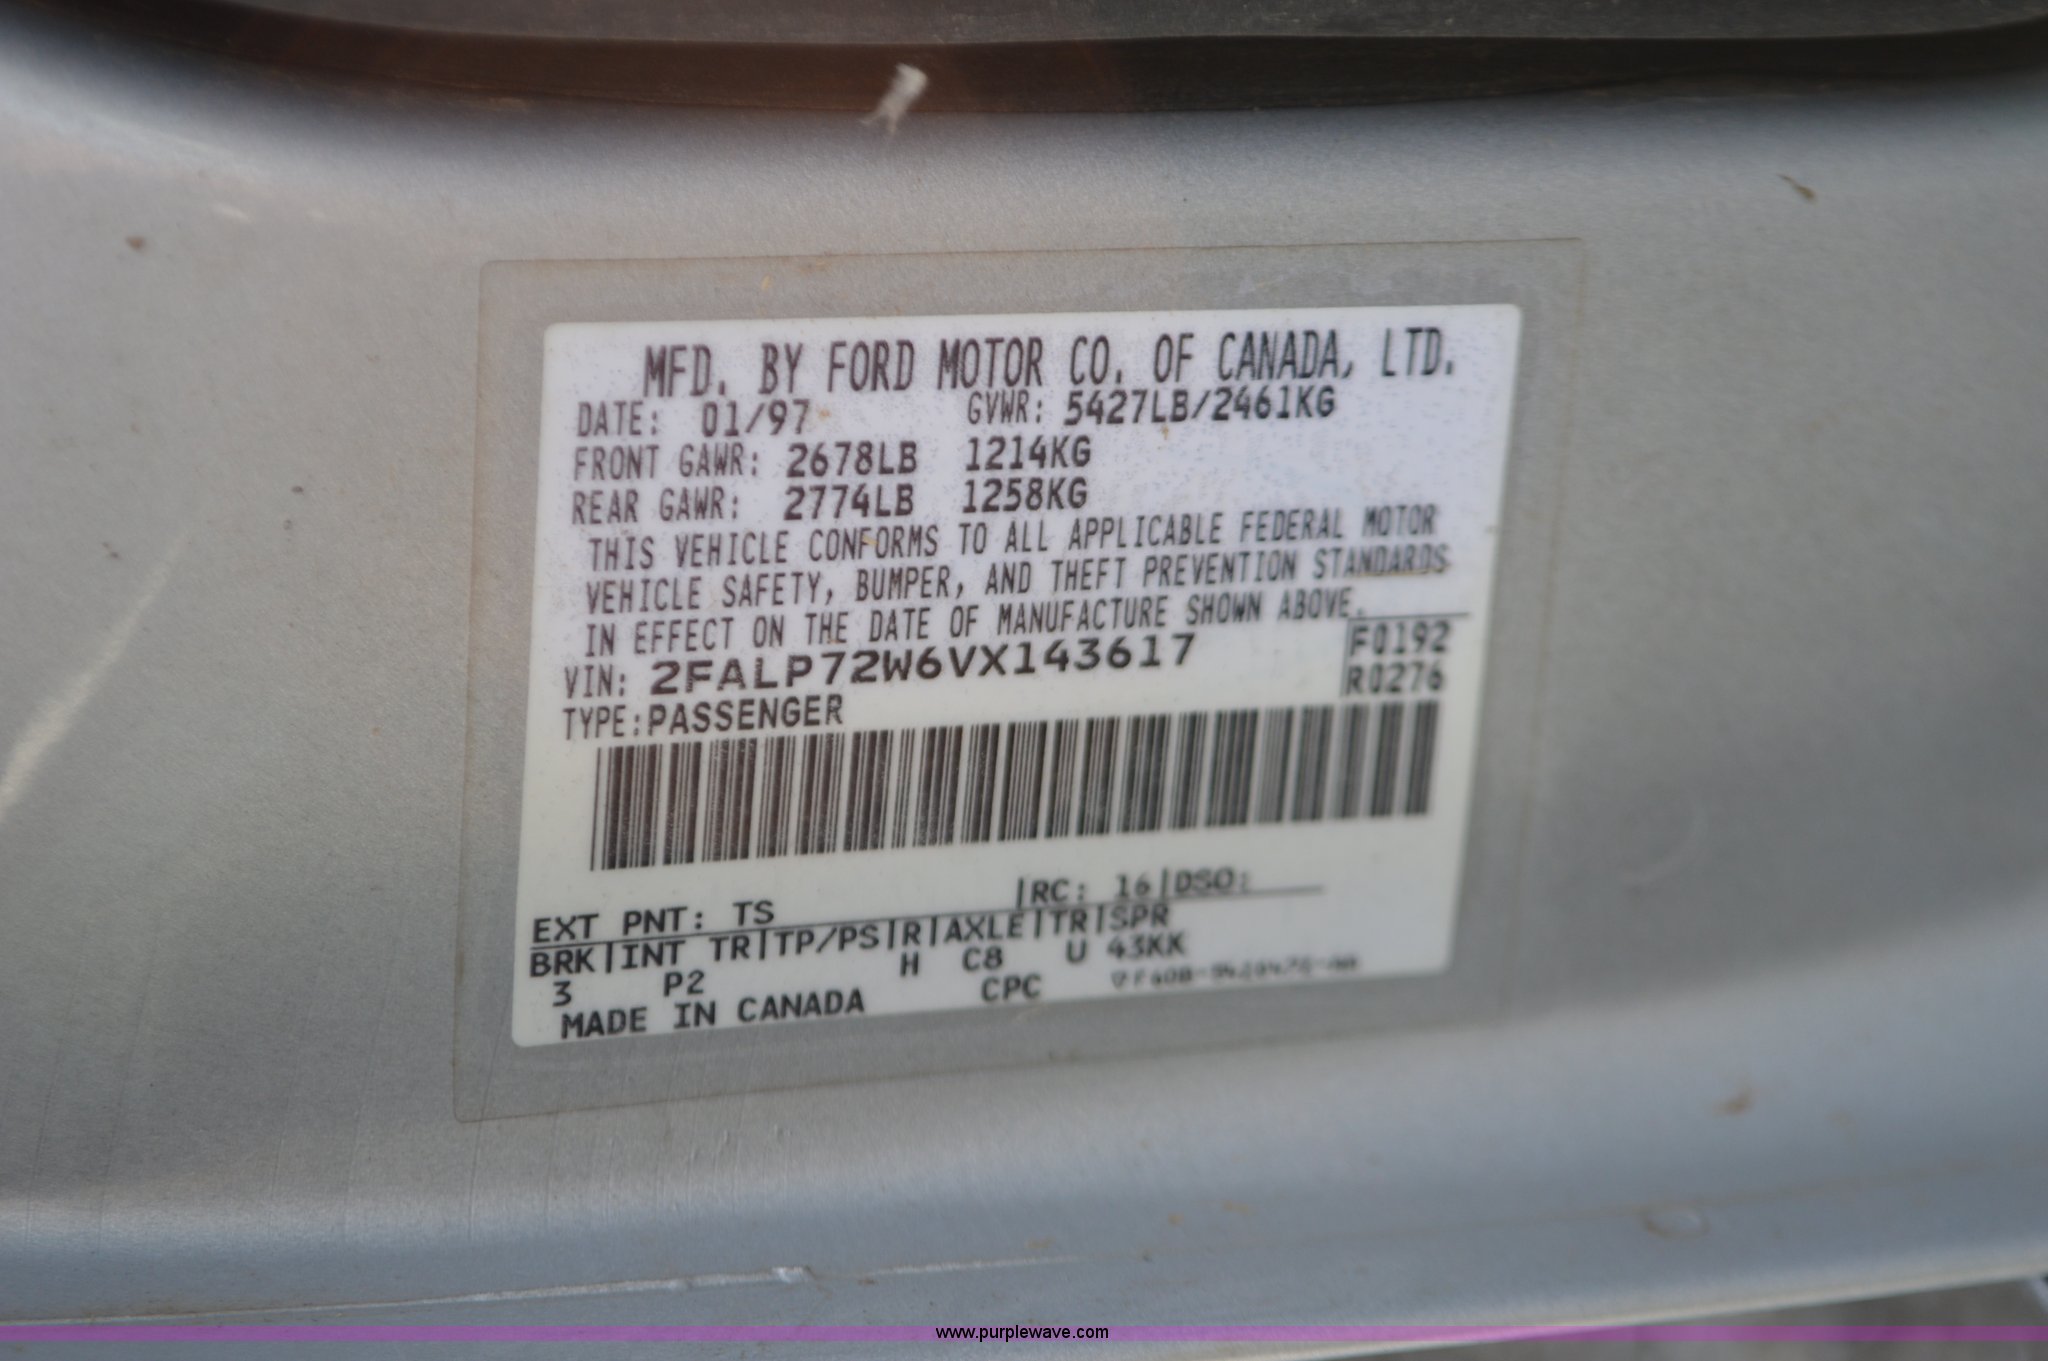 MFD. BY FORD MOTOR CO. OF CANADA, LTD.
DATE: 01/97 GVWR: 5427LB/2461KG
FRONT GAWR: 2678LB 1214KG
REAR GAWR: 2774LB 1258KG
THIS VEHICLE CONFORMS TO ALL APPLICABLE FEDERAL MOTOR
VEHICLE SAFETY, BUMPER, AND THEFT PREVENTION STANDARDS
IN EFFECT ON THE DATE OF MANUFACTURE SHOWN ABOVE.
VIN: 2FALP72W6VX143617 F0192
TYPE:PASSENGER R0276
EXT PNT: TS |RC: 16|DSO:
BRK|INT TR|TP/PS|R|AXLE|TR|SPR
3 P2 H C8 U 43KK
MADE IN CANADA CPC
www.purplewave.com